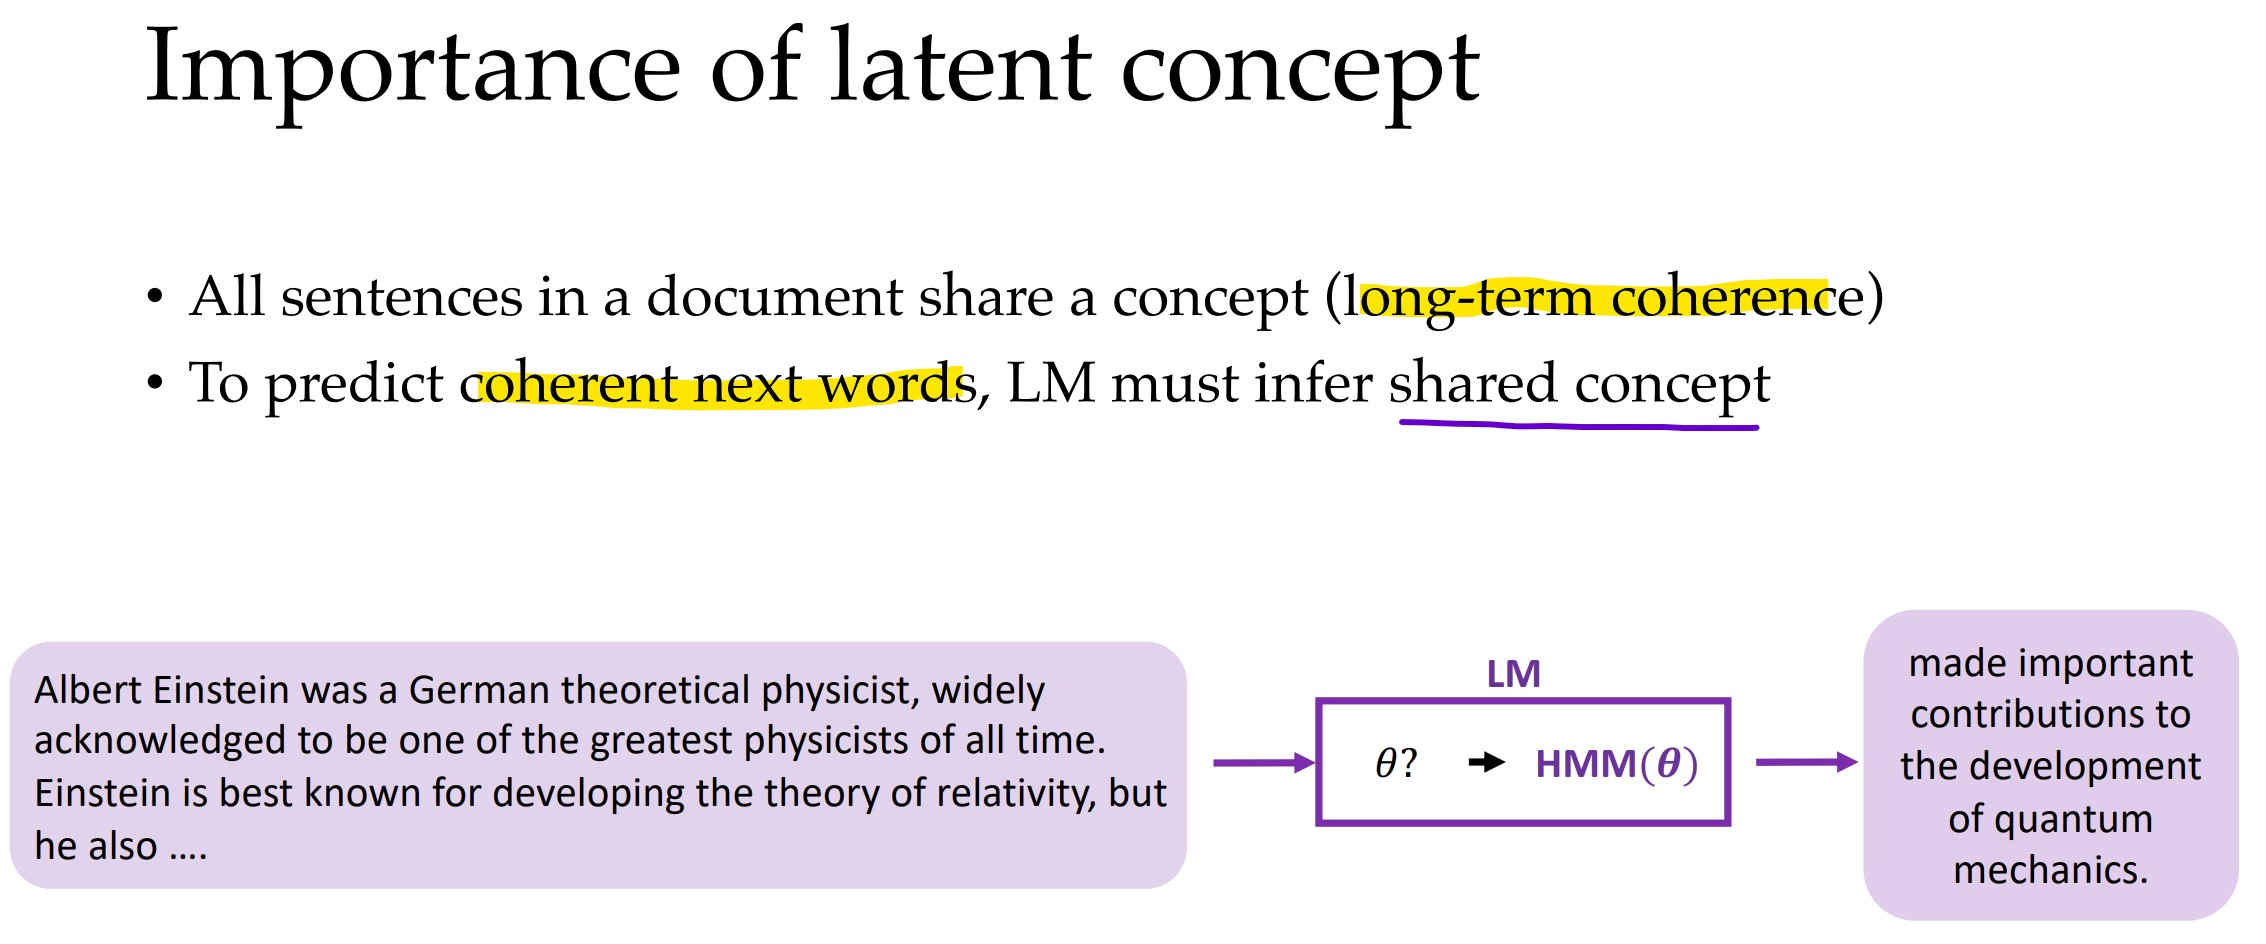 Importance of latent concept
• All sentences in a document share a concept (long-term coherence)
• To predict coherent next words, LM must infer shared concept
Albert Einstein was a German theoretical physicist, widely
acknowledged to be one of the greatest physicists of all time.
Einstein is best known for developing the theory of relativity, but
he also ....
LM
θ? → HMM(θ)
made important
contributions to
the development
of quantum
mechanics.